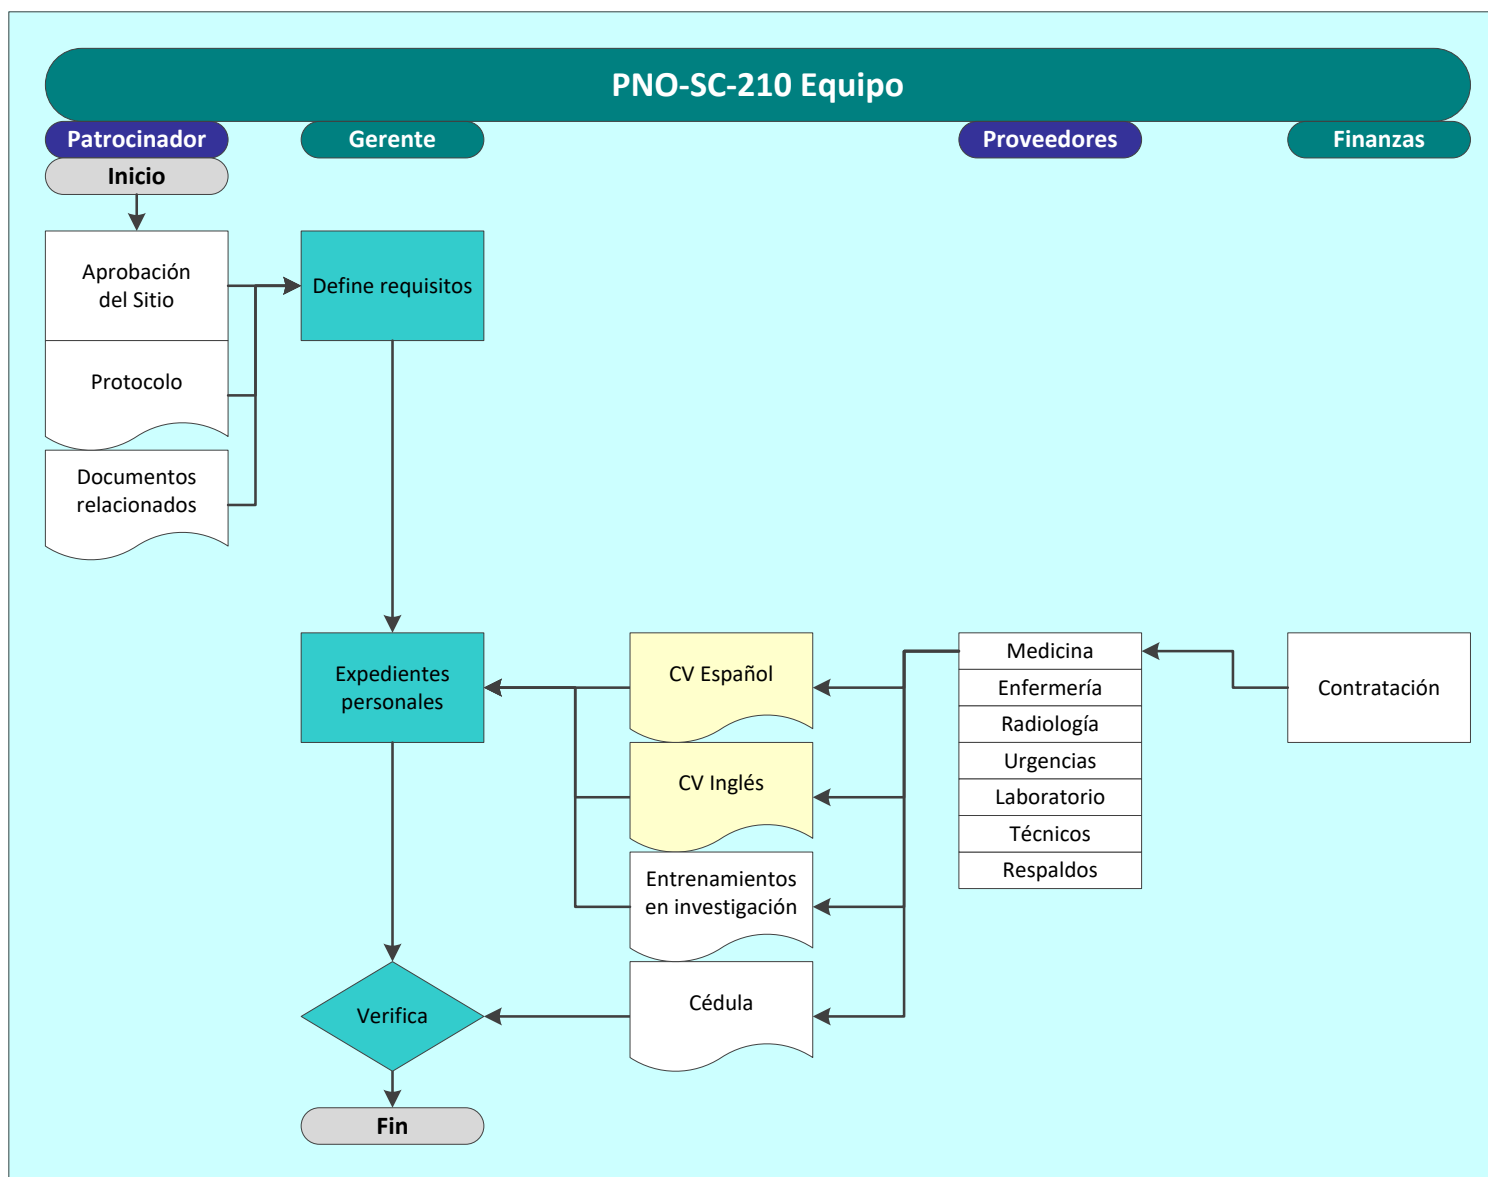 PNO-SC-210 Equipo
Patrocinador
Gerente
Proveedores
Finanzas
Inicio
Aprobación
del Sitio
Define requisitos
Protocolo
Documentos
relacionados
Expedientes
personales
CV Español
Medicina
Contratación
Enfermería
Radiología
Urgencias
CV Inglés
Laboratorio
Técnicos
Respaldos
Entrenamientos
en investigación
Verifica
Cédula
Fin